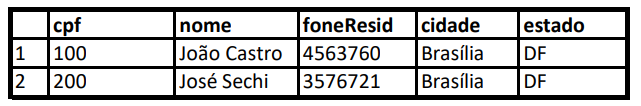 cpf nome foneResid cidade estado
1 100 João Castro 4563760 Brasília DF
2 200 José Sechi 3576721 Brasília DF